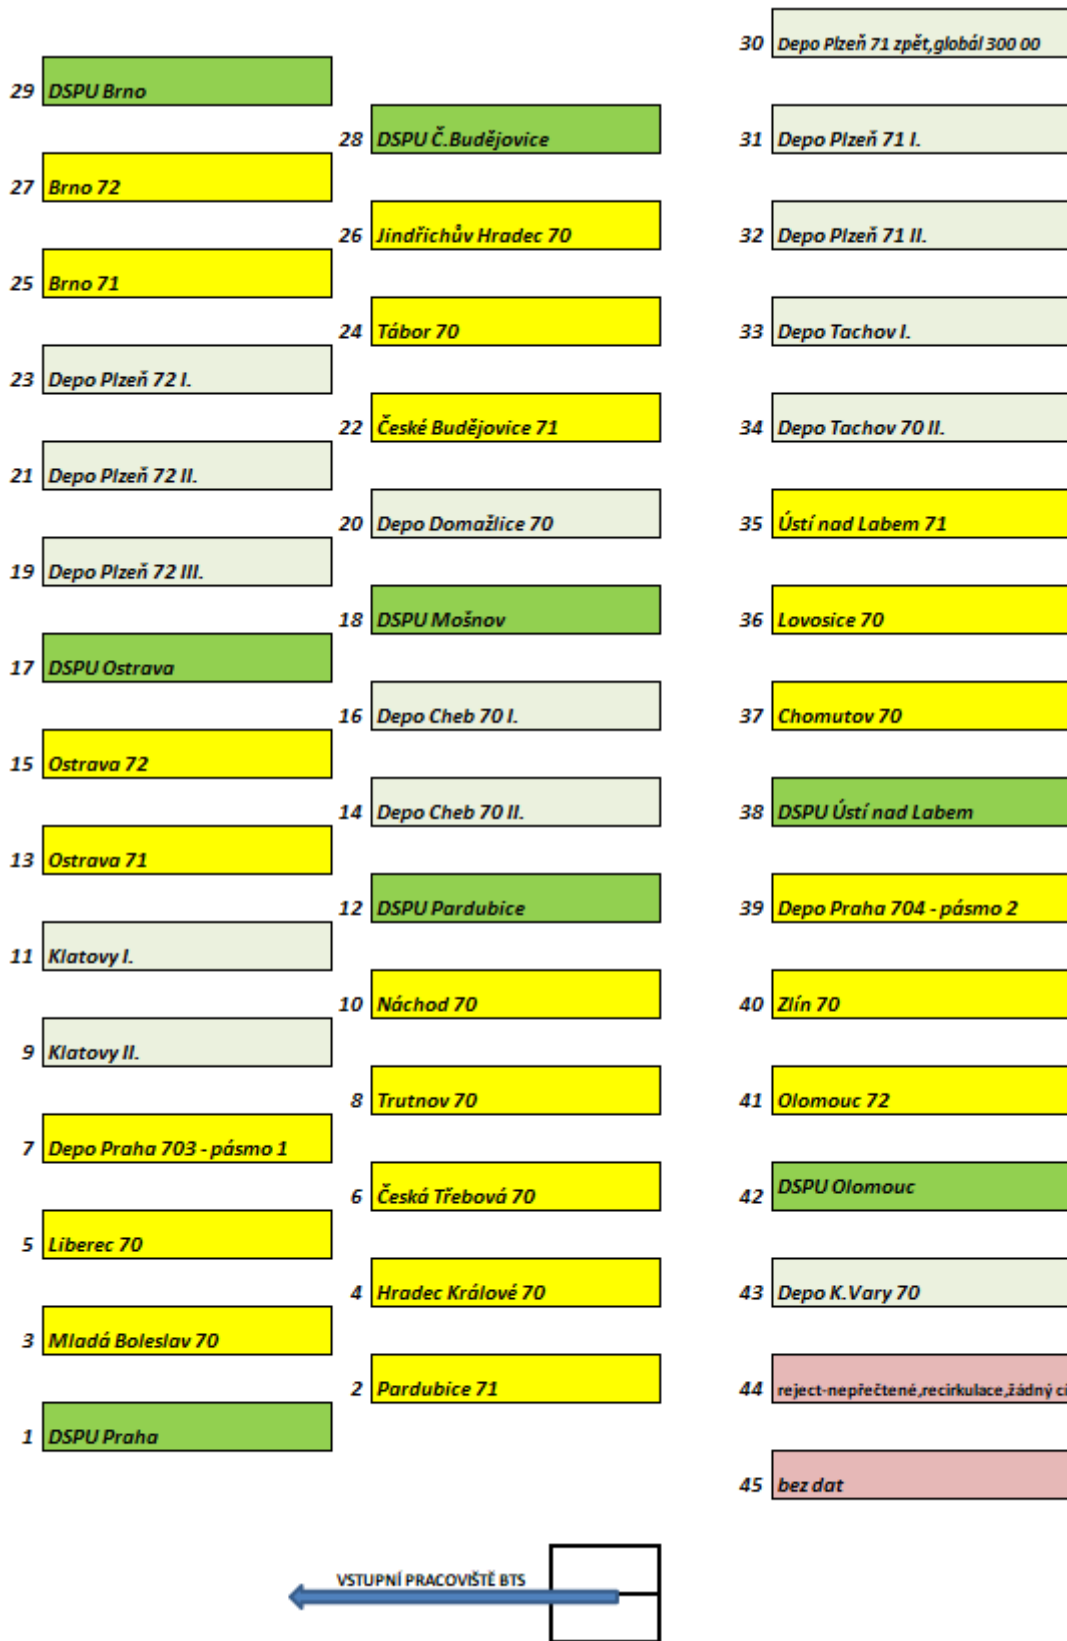 30 Depo Plzeň 71 zpět,globál 300 00
29 DSPU Brno
28 DSPU Č.Budějovice
31 Depo Plzeň 71 I.
27 Brno 72
26 Jindřichův Hradec 70
32 Depo Plzeň 71 II.
25 Brno 71
24 Tábor 70
33 Depo Tachov I.
23 Depo Plzeň 72 I.
22 České Budějovice 71
34 Depo Tachov 70 II.
21 Depo Plzeň 72 II.
20 Depo Domažlice 70
35 Ústí nad Labem 71
19 Depo Plzeň 72 III.
18 DSPU Mošnov
36 Lovosice 70
17 DSPU Ostrava
16 Depo Cheb 70 I.
37 Chomutov 70
15 Ostrava 72
14 Depo Cheb 70 II.
38 DSPU Ústí nad Labem
13 Ostrava 71
12 DSPU Pardubice
39 Depo Praha 704 - pásmo 2
11 Klatovy I.
10 Náchod 70
40 Zlín 70
9 Klatovy II.
8 Trutnov 70
41 Olomouc 72
7 Depo Praha 703 - pásmo 1
6 Česká Třebová 70
42 DSPU Olomouc
5 Liberec 70
4 Hradec Králové 70
43 Depo K.Vary 70
3 Mladá Boleslav 70
2 Pardubice 71
44 reject-nepřečtené,recirkulace,žádný
1 DSPU Praha
45 bez dat
VSTUPNÍ PRACOVIŠTĚ BTS